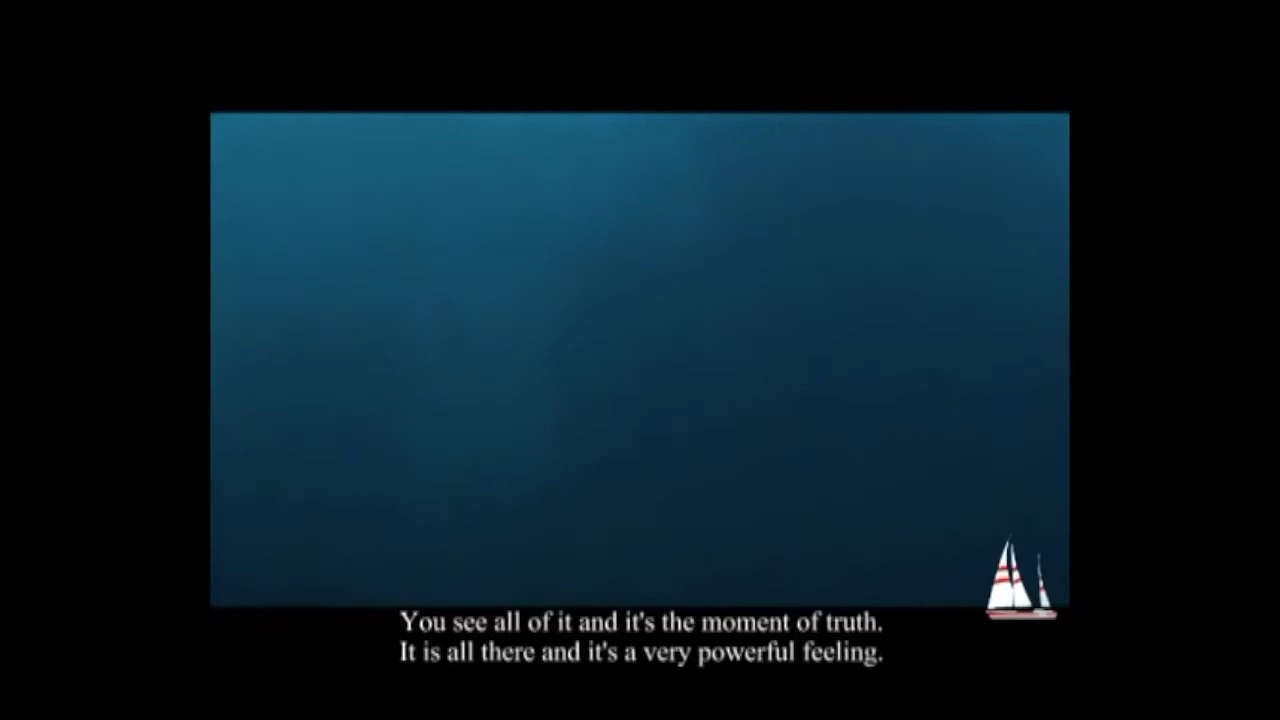 You see all of it and it's the moment of truth.
It is all there and it's a very powerful feeling.